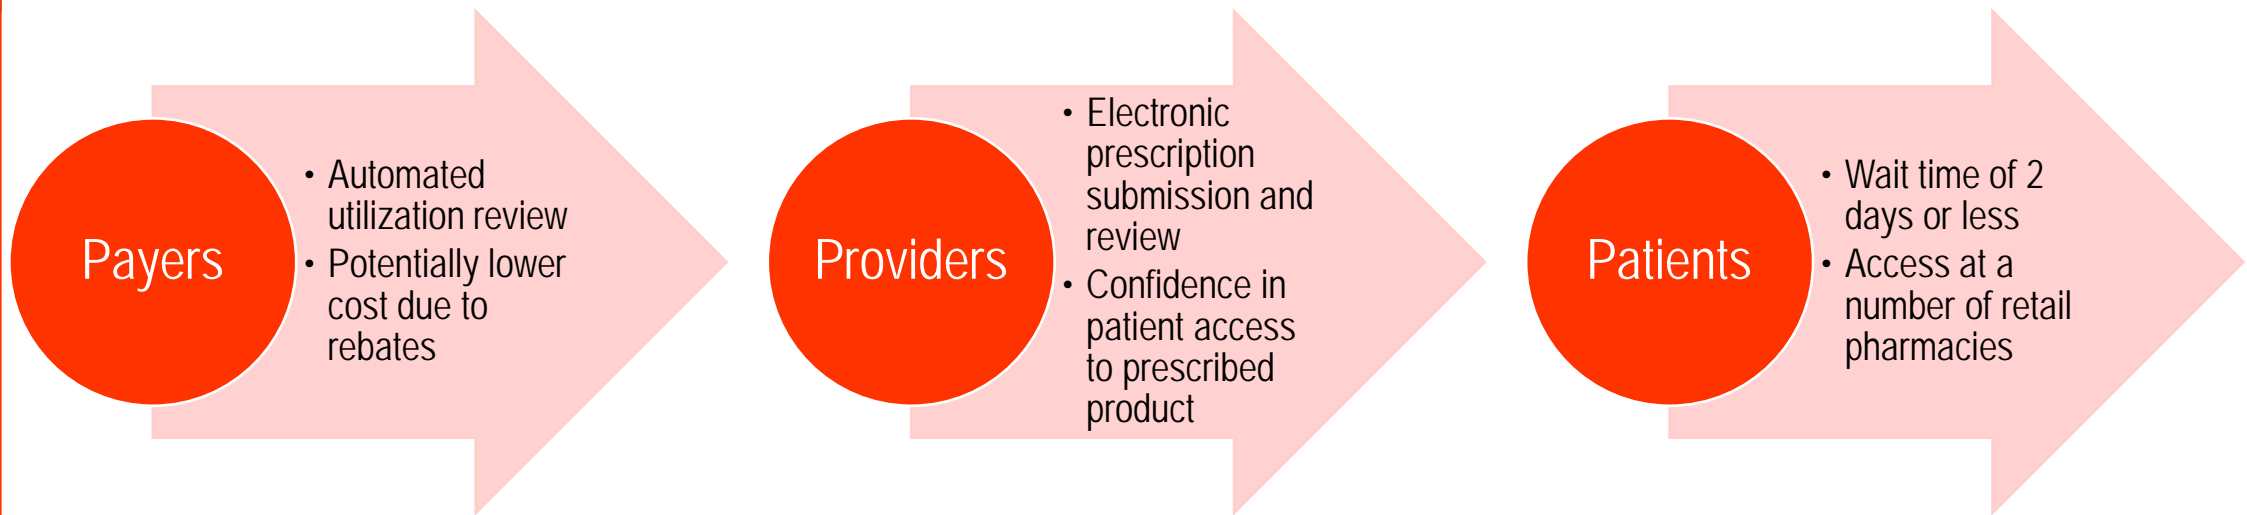 Payers
• Automated
utilization review
• Potentially lower
cost due to
rebates
Providers
• Electronic
prescription
submission and
review
• Confidence in
patient access
to prescribed
product
Patients
• Wait time of 2
days or less
• Access at a
number of retail
pharmacies